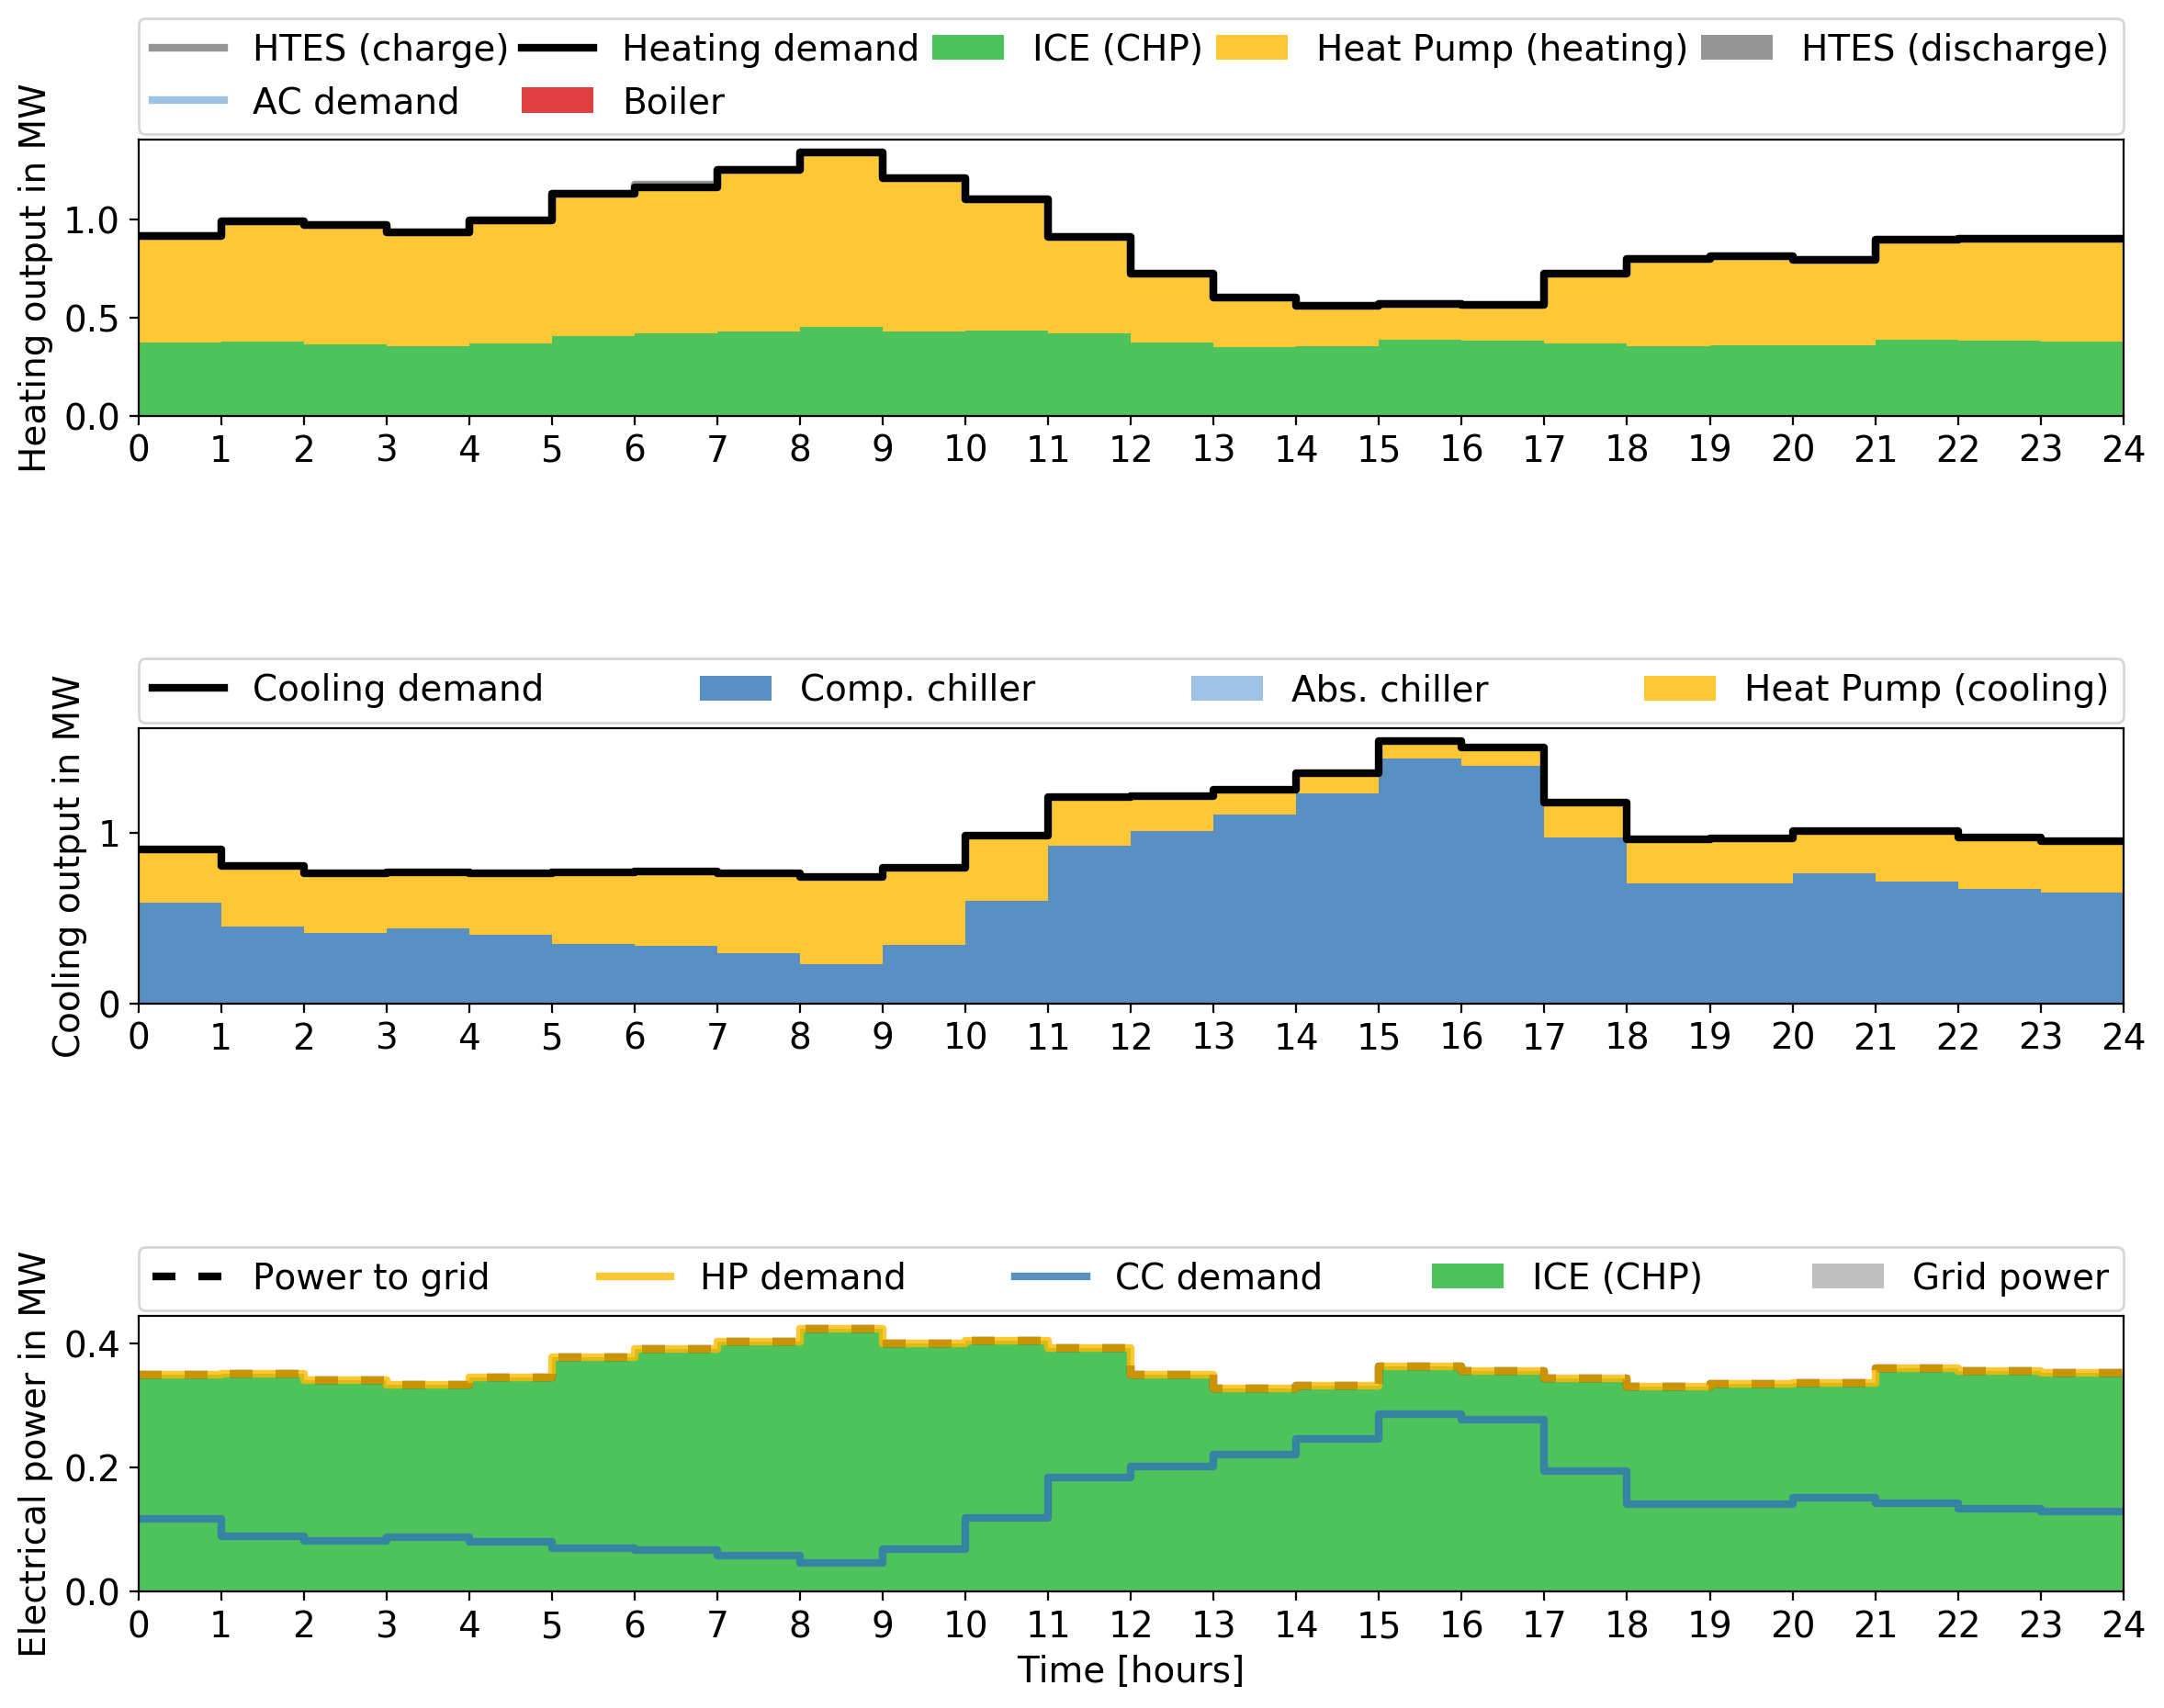 HTES (charge) Heating demand ICE (CHP) Heat Pump (heating) HTES (discharge)
AC demand Boiler
Heating output in MW
1.0
0.5
0.0
0 1 2 3 4 5 6 7 8 9 10 11 12 13 14 15 16 17 18 19 20 21 22 23 24
Cooling demand Comp. chiller Abs. chiller Heat Pump (cooling)
Cooling output in MW
1
0
0 1 2 3 4 5 6 7 8 9 10 11 12 13 14 15 16 17 18 19 20 21 22 23 24
Power to grid HP demand CC demand ICE (CHP) Grid power
Electrical power in MW
0.4
0.2
0.0
0 1 2 3 4 5 6 7 8 9 10 11 12 13 14 15 16 17 18 19 20 21 22 23 24
Time [hours]